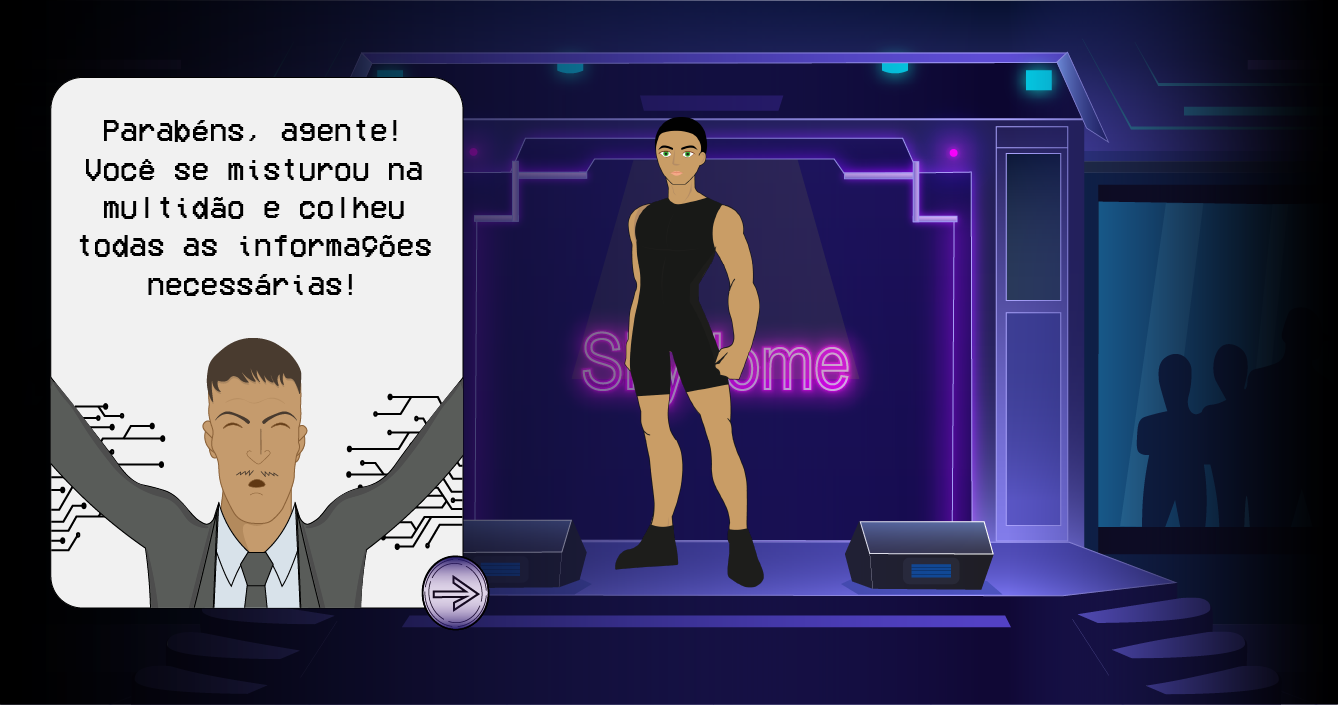 Parabéns, agente!
Você se misturou na
multidão e colheu
todas as informações
necessárias!